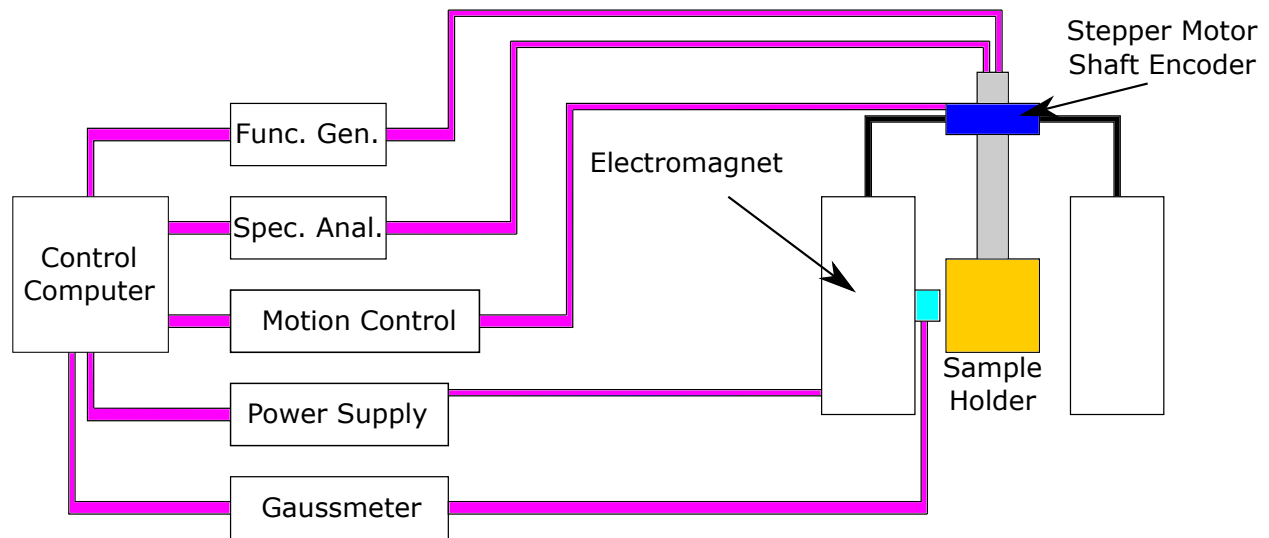 Stepper Motor
Shaft Encoder
Func. Gen.
Electromagnet
Spec. Anal.
Control
Computer
Motion Control
Sample
Holder
Power Supply
Gaussmeter